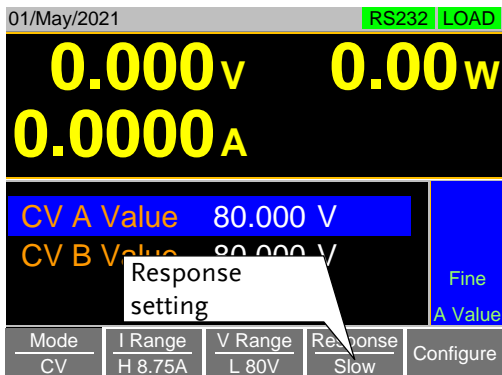 01/May/2021 RS232 LOAD
0.000 V 0.00 W
0.0000 A
CV A Value 80.000 V
CV B Value 80.000 V
Response
setting
Fine
A Value
Mode I Range V Range Response Configure
CV H 8.75A L 80V Slow